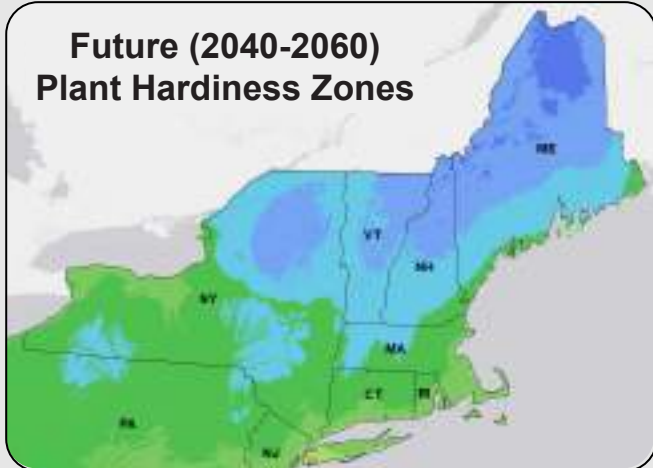 Future (2040-2060)
Plant Hardiness Zones
ME
VT
NH
NY
MA
CT
RI
PA
NJ